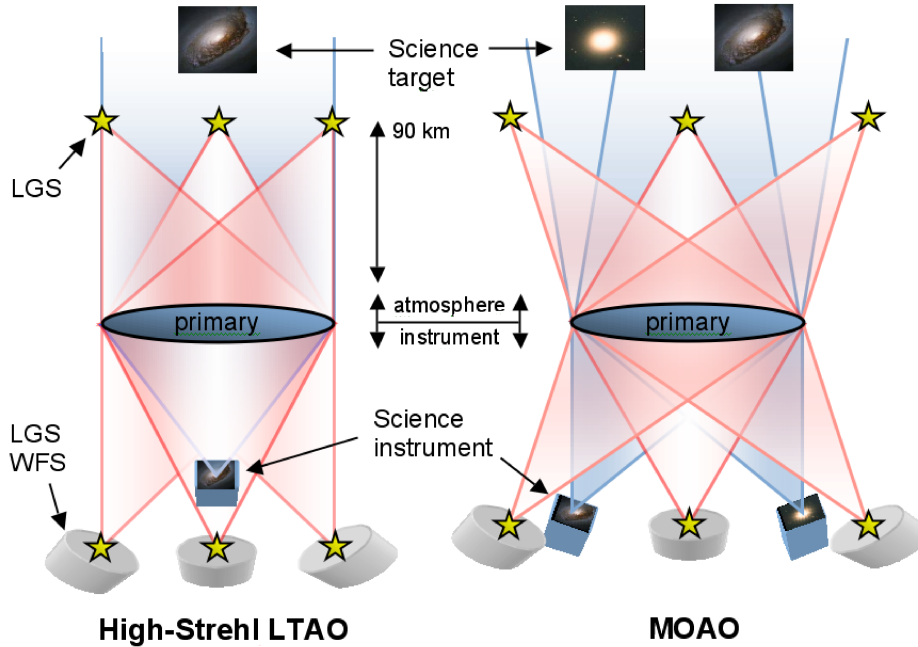 Science
target
90 km
LGS
primary
atmosphere
instrument
primary
LGS
WFS
Science
instrument
High-Strehl LTAO
MOAO